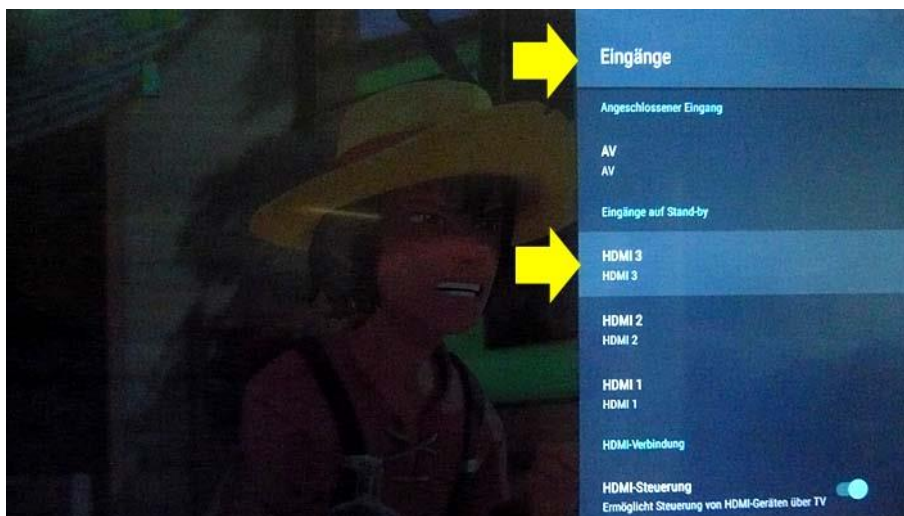 Eingänge
Angeschlossener Eingang
AV
AV
Eingänge auf Stand-by
HDMI 3
HDMI 3
HDMI 2
HDMI 2
HDMI 1
HDMI 1
HDMI-Verbindung
HDMI-Steuerung
Ermöglicht Steuerung von HDMI-Geräten über TV